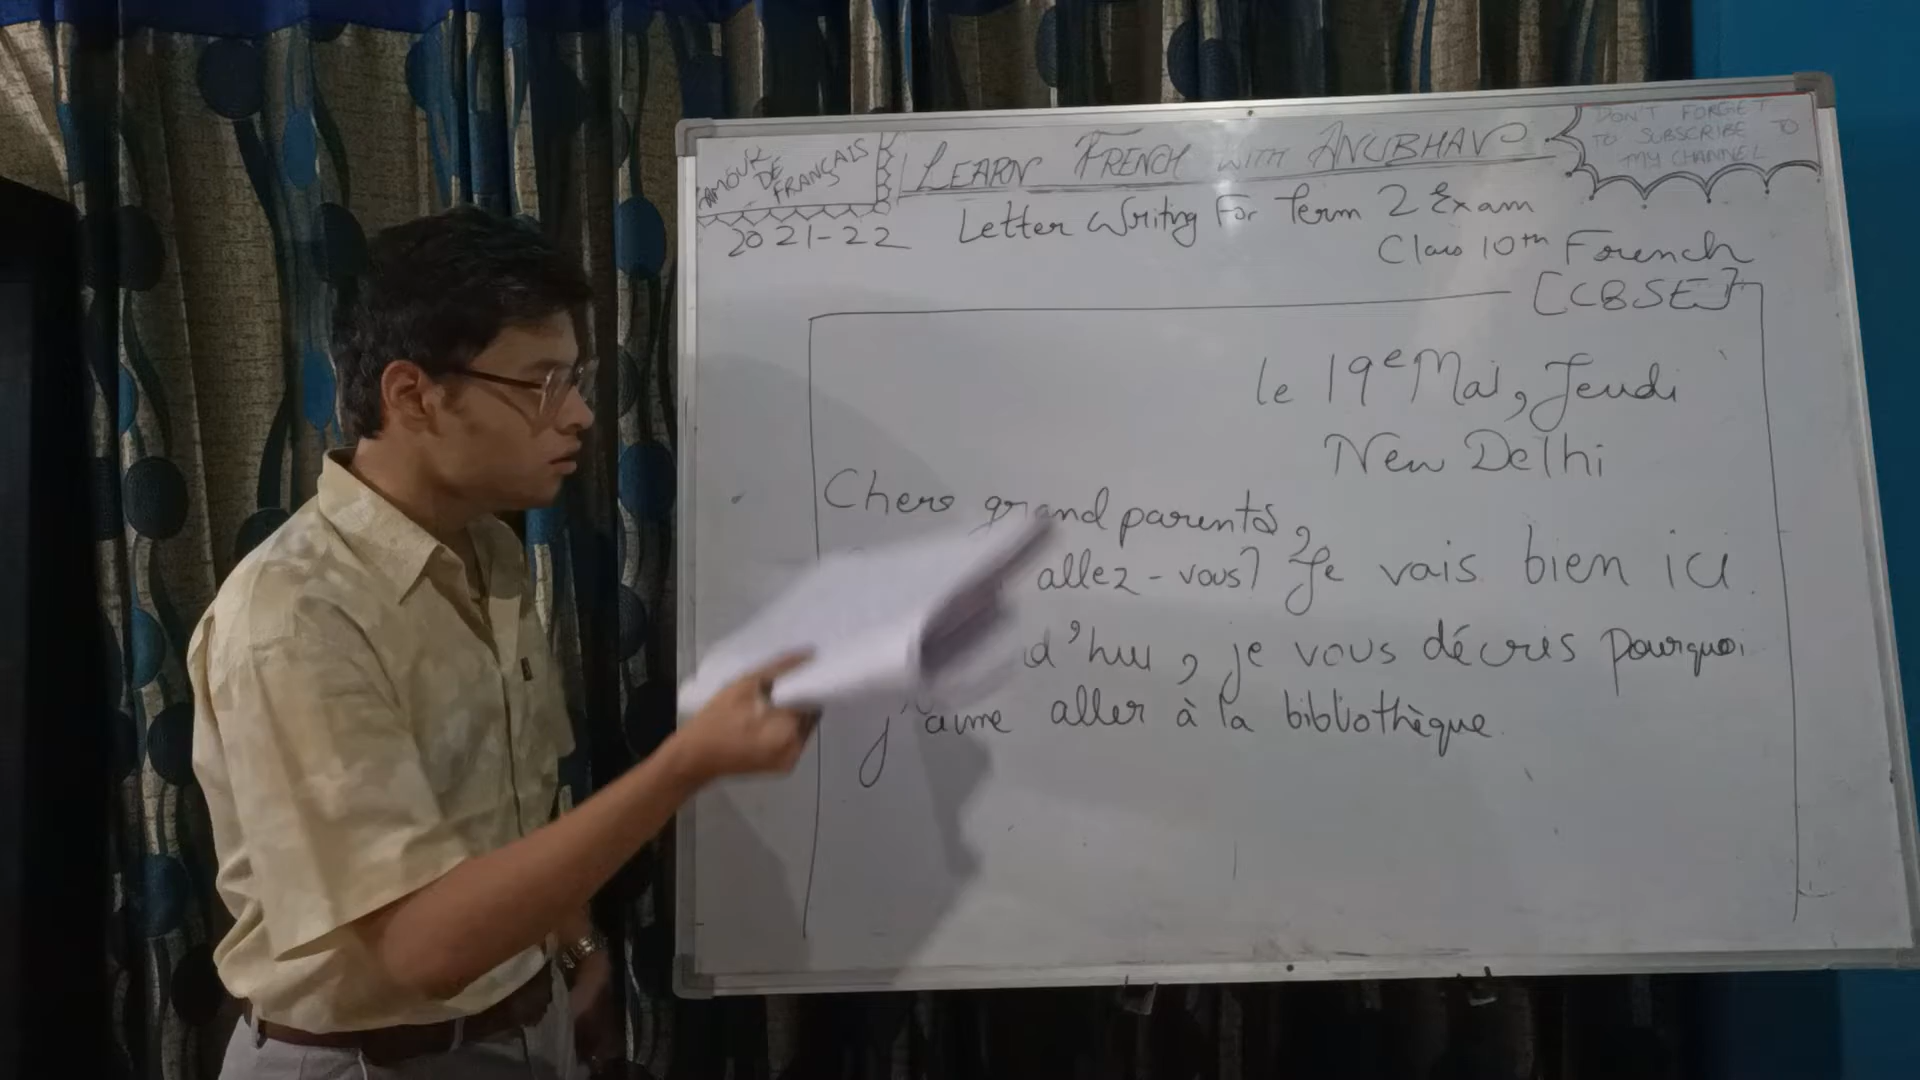 L'AMOUR
DE
FRANÇAIS
LEARN FRENCH WITH ANUBHAV
DON'T FORGET
TO SUBSCRIBE TO
MY CHANNEL
2021-22
Letter Writing For Term 2 Exam
Class 10th French
[CBSE]
le 19e Mai, Jeudi
New Delhi
Chers grandparents,
allez-vous? Je vais bien ici
d'hui, je vous décris pourquoi
j'aime aller à la bibliothèque.